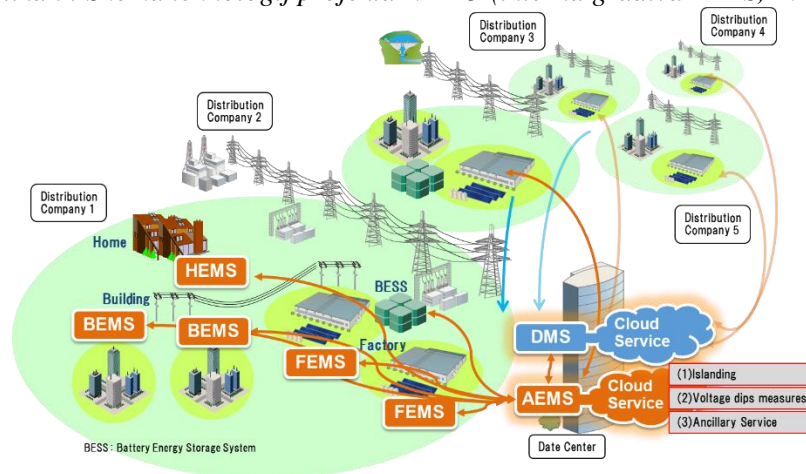 Distribution
Company 3
Distribution
Company 4
Distribution
Company 2
Distribution
Company 1
Distribution
Company 5
Home
HEMS
Building
BEMS
BEMS
BESS
Factory
FEMS
FEMS
DMS
Cloud
Service
AEMS
Cloud
Service
(1)Islanding
(2)Voltage dips measures
(3)Ancillary Service
Date Center
BESS : Battery Energy Storage System